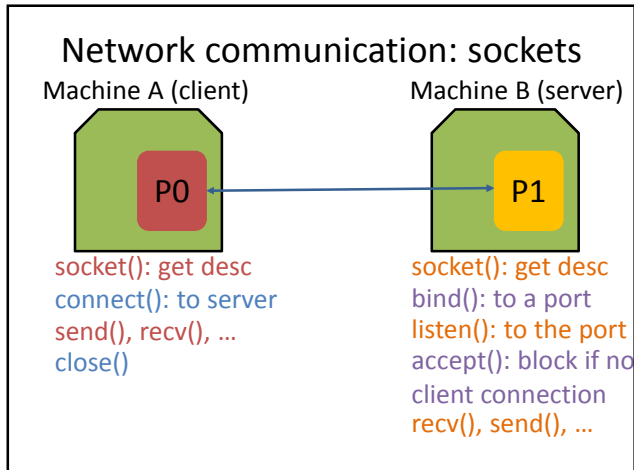 Network communication: sockets
Machine A (client)
Machine B (server)
P0
P1
socket(): get desc
connect(): to server
send(), recv(), ...
close()
socket(): get desc
bind(): to a port
listen(): to the port
accept(): block if no
client connection
recv(), send(), ...